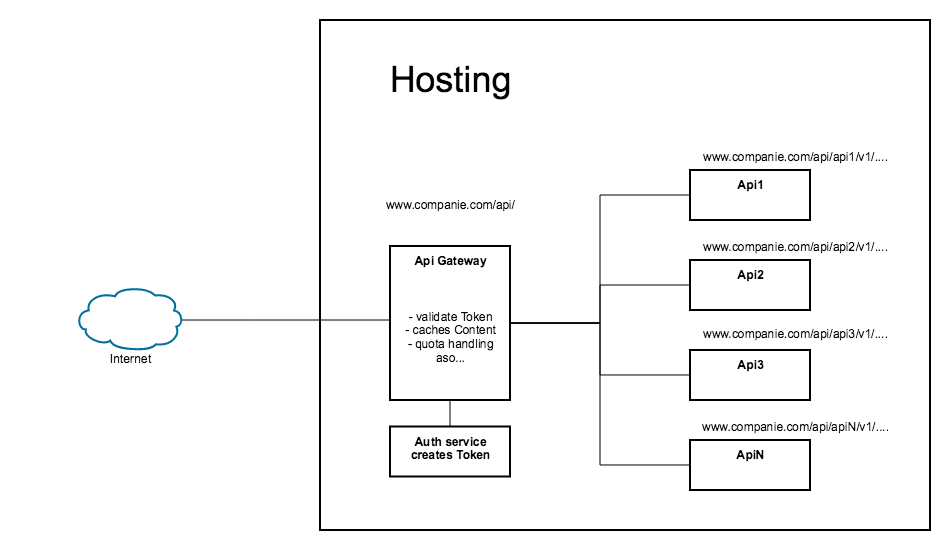 Hosting
www.companie.com/api/api1/v1/....
Api1
www.companie.com/api/
www.companie.com/api/api2/v1/....
Api Gateway
Api2
- validate Token
- caches Content
- quota handling
aso...
www.companie.com/api/api3/v1/....
Internet
Api3
www.companie.com/api/apiN/v1/....
Auth service
creates Token
ApiN